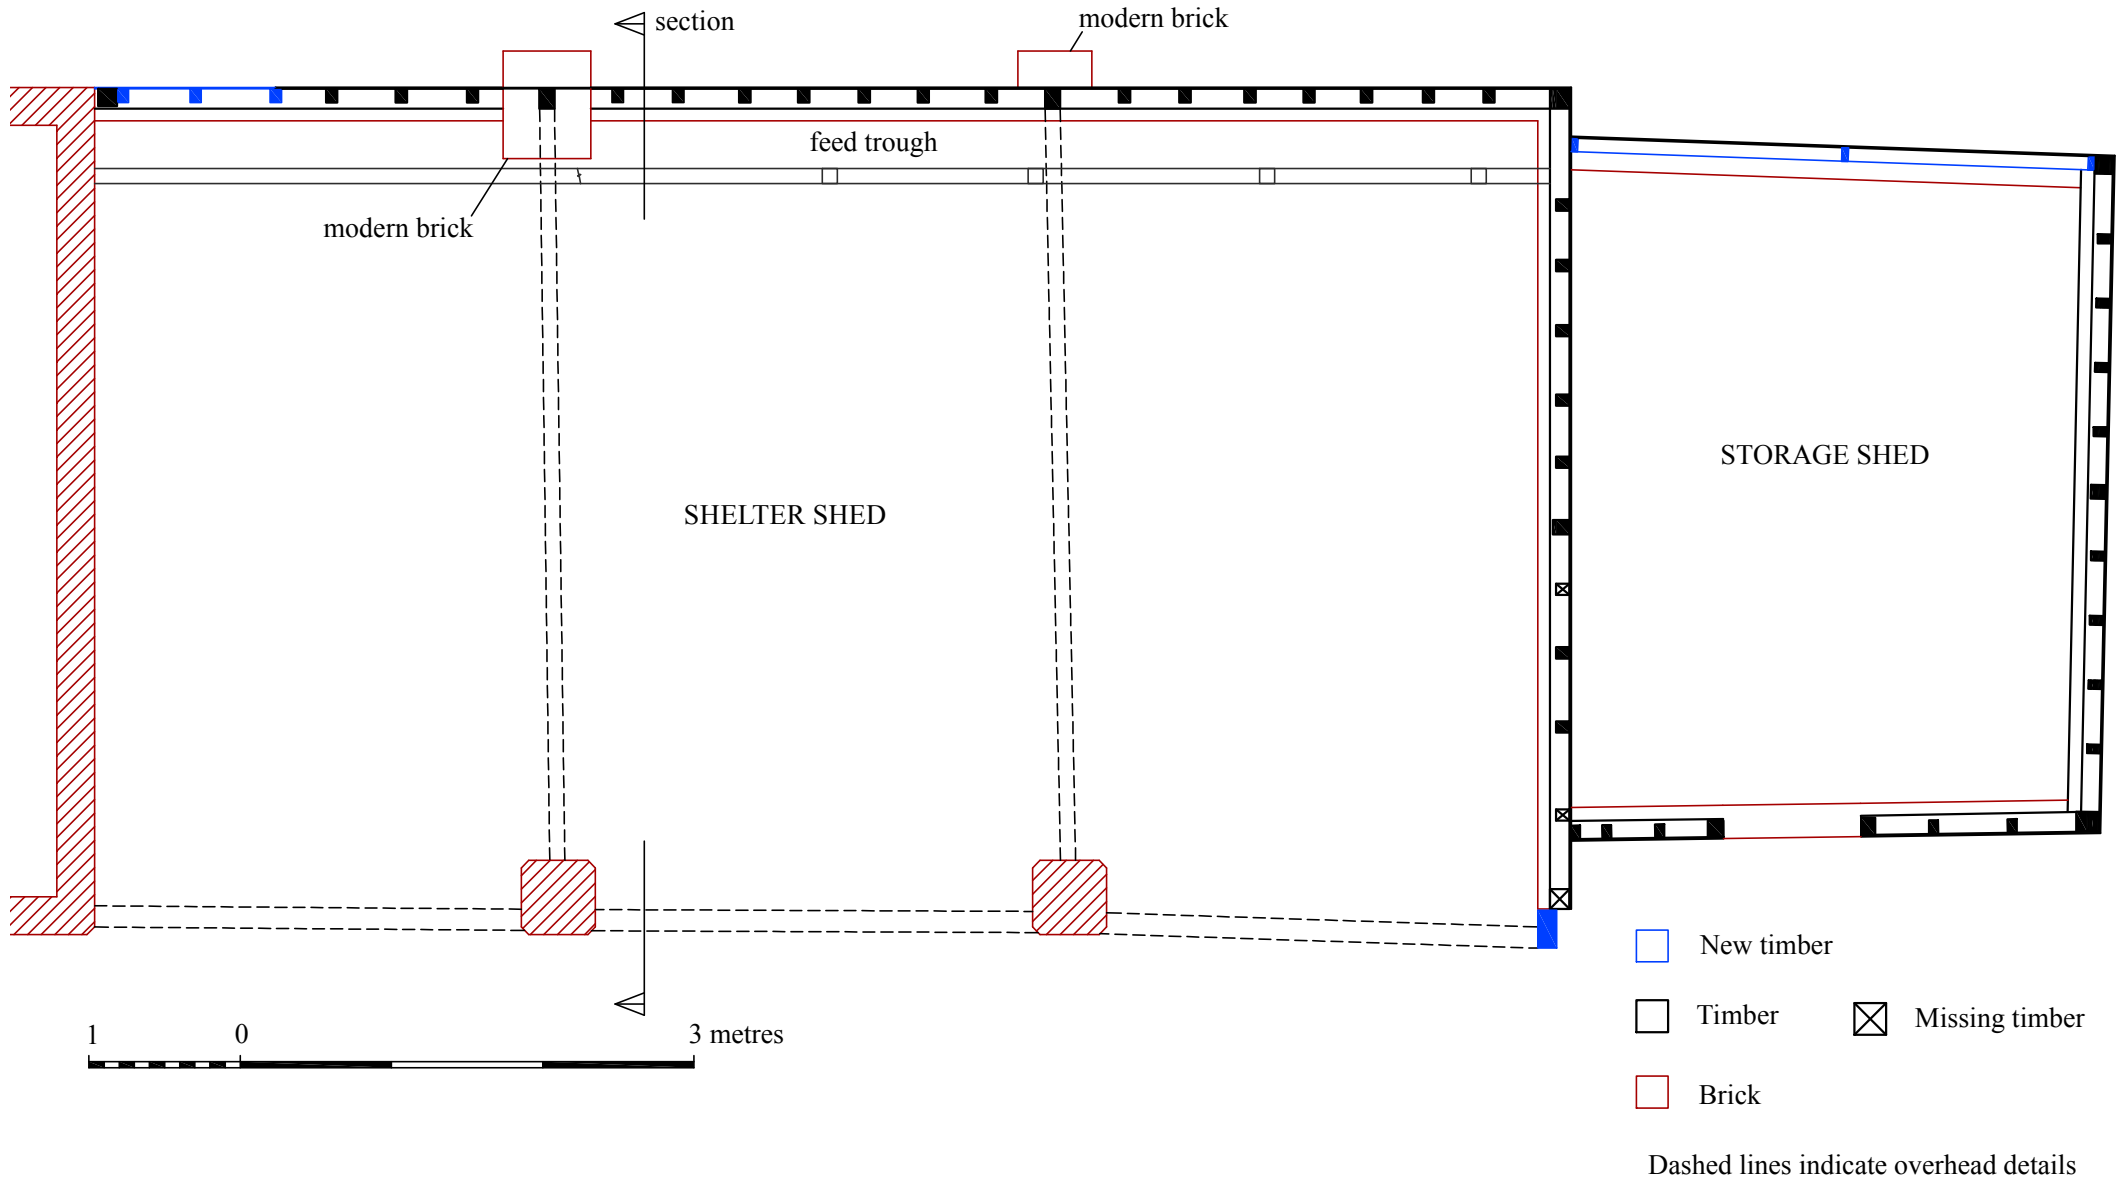 section
modern brick
feed trough
modern brick
STORAGE SHED
SHELTER SHED
New timber
1 0 3 metres
Timber
Missing timber
Brick
Dashed lines indicate overhead details